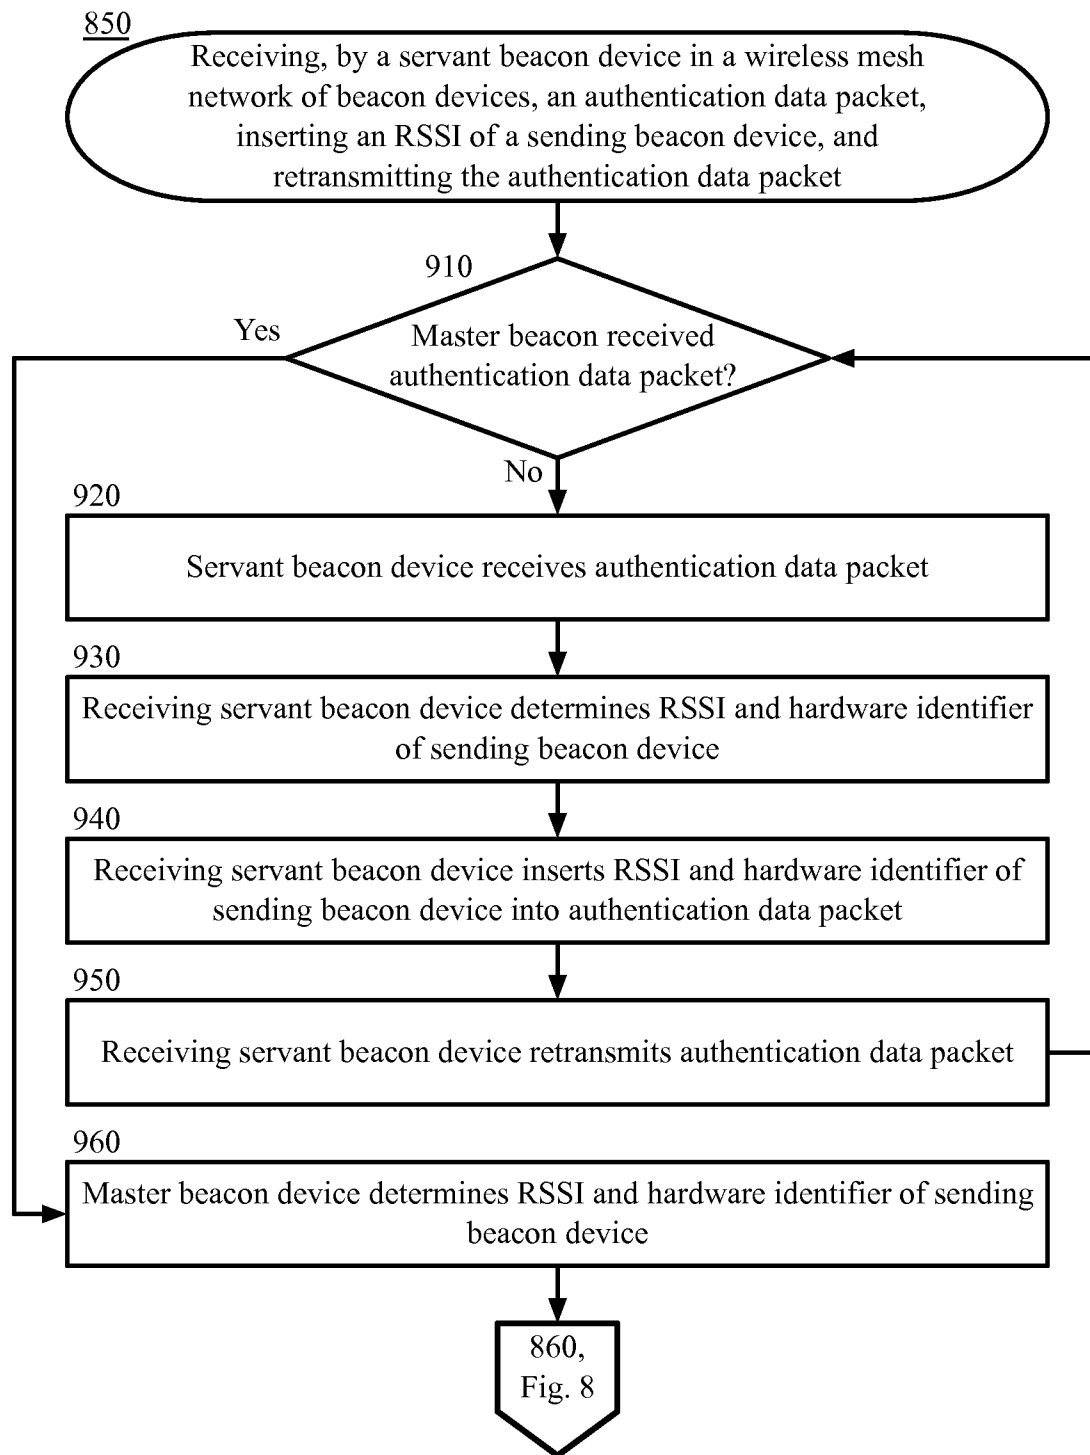 850
Receiving, by a servant beacon device in a wireless mesh
network of beacon devices, an authentication data packet,
inserting an RSSI of a sending beacon device, and
retransmitting the authentication data packet
910
Yes
Master beacon received
authentication data packet?
No
920
Servant beacon device receives authentication data packet
930
Receiving servant beacon device determines RSSI and hardware identifier
of sending beacon device
940
Receiving servant beacon device inserts RSSI and hardware identifier of
sending beacon device into authentication data packet
950
Receiving servant beacon device retransmits authentication data packet
960
Master beacon device determines RSSI and hardware identifier of sending
beacon device
860,
Fig. 8